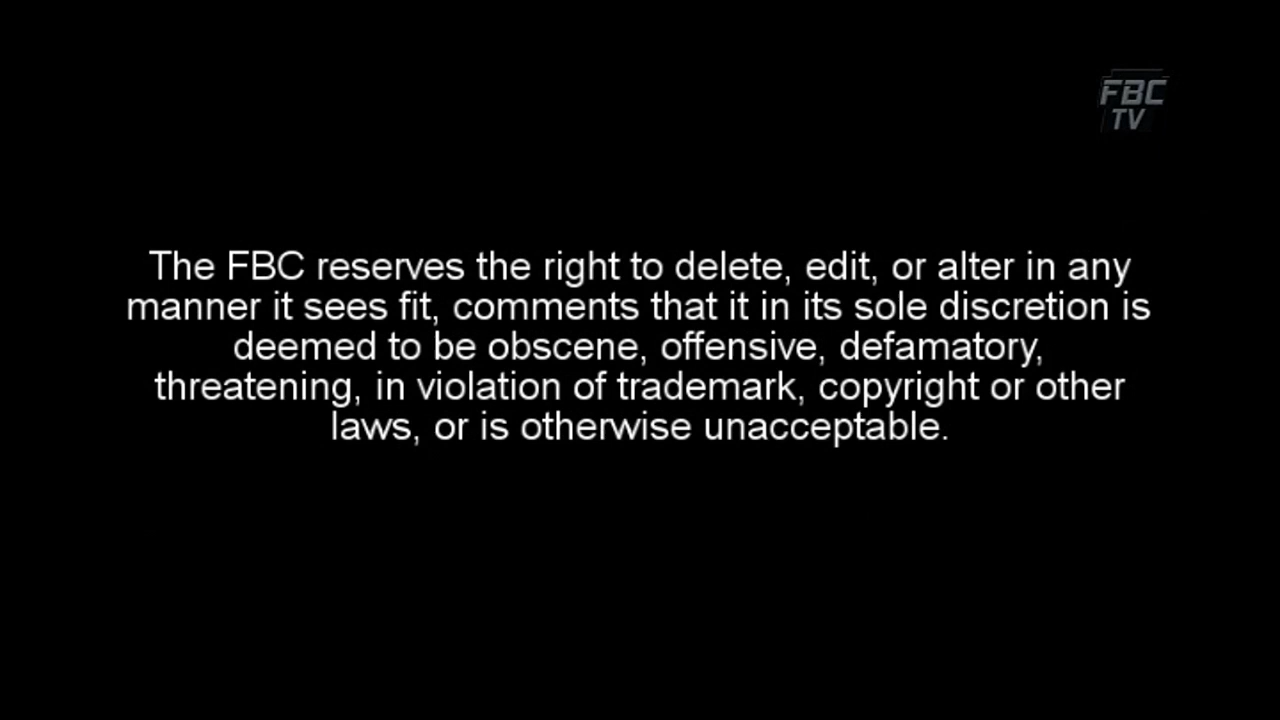 FBC
TV
The FBC reserves the right to delete, edit, or alter in any
manner it sees fit, comments that it in its sole discretion is
deemed to be obscene, offensive, defamatory,
threatening, in violation of trademark, copyright or other
laws, or is otherwise unacceptable.